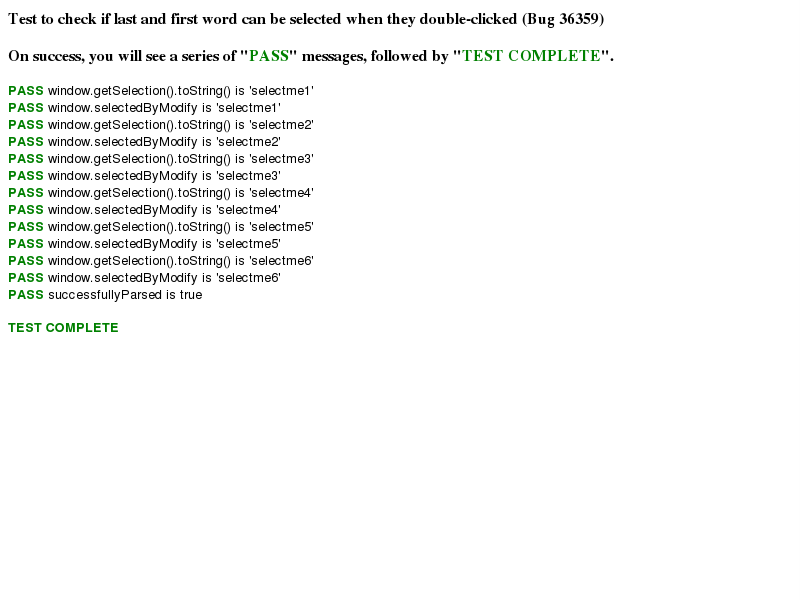 Test to check if last and first word can be selected when they double-clicked (Bug 36359)
On success, you will see a series of "PASS" messages, followed by "TEST COMPLETE".
PASS window.getSelection().toString() is 'selectme1'
PASS window.selectedByModify is 'selectme1'
PASS window.getSelection().toString() is 'selectme2'
PASS window.selectedByModify is 'selectme2'
PASS window.getSelection().toString() is 'selectme3'
PASS window.selectedByModify is 'selectme3'
PASS window.getSelection().toString() is 'selectme4'
PASS window.selectedByModify is 'selectme4'
PASS window.getSelection().toString() is 'selectme5'
PASS window.selectedByModify is 'selectme5'
PASS window.getSelection().toString() is 'selectme6'
PASS window.selectedByModify is 'selectme6'
PASS successfullyParsed is true
TEST COMPLETE